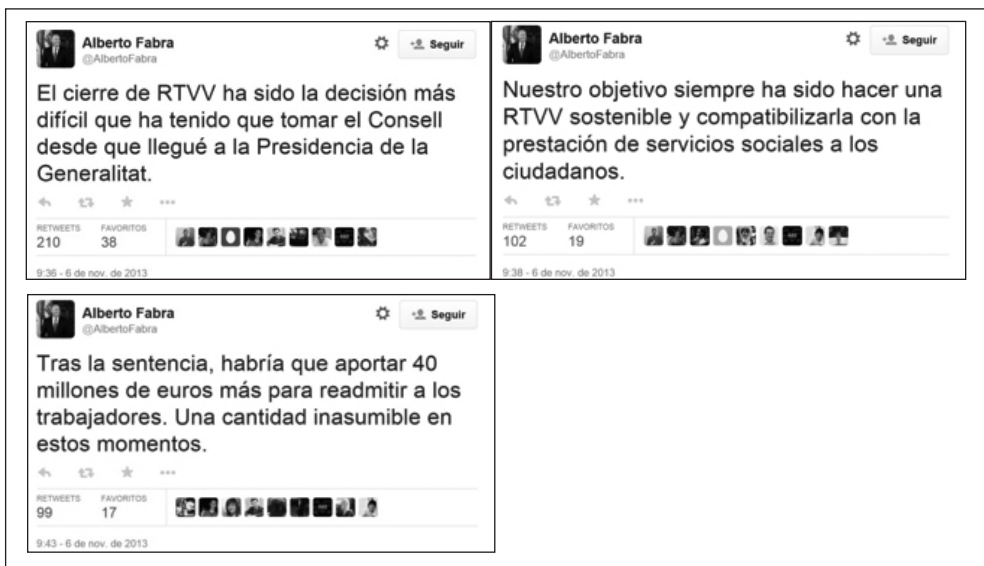 Alberto Fabra
@AlbertoFabra
Seguir
El cierre de RTVV ha sido la decisión más
difícil que ha tenido que tomar el Consell
desde que llegué a la Presidencia de la
Generalitat.
RETWEETS FAVORITOS
210 38
9:36 - 6 de nov. de 2013
Alberto Fabra
@AlbertoFabra
Seguir
Nuestro objetivo siempre ha sido hacer una
RTVV sostenible y compatibilizarla con la
prestación de servicios sociales a los
ciudadanos.
RETWEETS FAVORITOS
102 19
9:38 - 6 de nov. de 2013
Alberto Fabra
@AlbertoFabra
Seguir
Tras la sentencia, habría que aportar 40
millones de euros más para readmitir a los
trabajadores. Una cantidad inasumible en
estos momentos.
RETWEETS FAVORITOS
99 17
9:43 - 6 de nov. de 2013